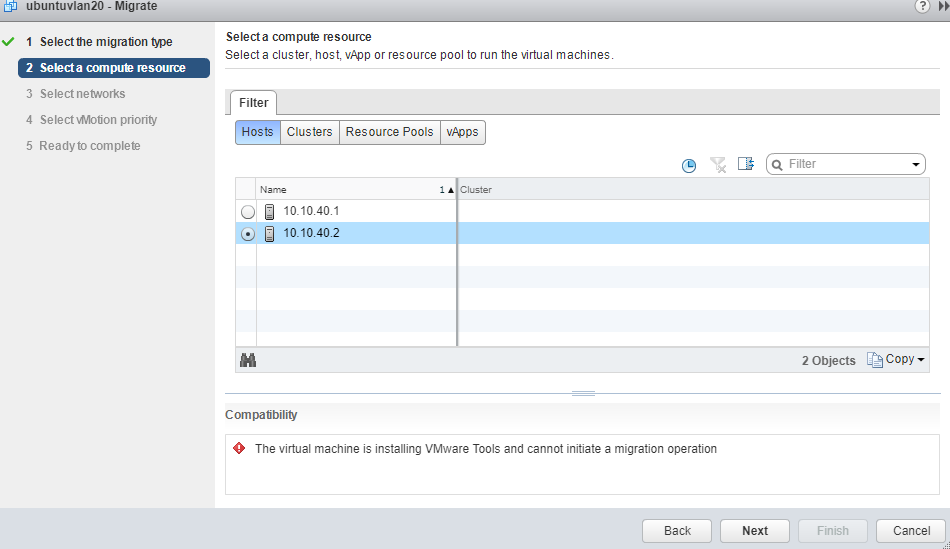 ubuntuvlan20 - Migrate
?
1 Select the migration type
2 Select a compute resource
3 Select networks
4 Select vMotion priority
5 Ready to complete
Select a compute resource
Select a cluster, host, vApp or resource pool to run the virtual machines.
Filter
Hosts Clusters Resource Pools vApps
Filter
Name 1 Cluster
10.10.40.1
10.10.40.2
2 Objects Copy
Compatibility
The virtual machine is installing VMware Tools and cannot initiate a migration operation
Back Next Finish Cancel